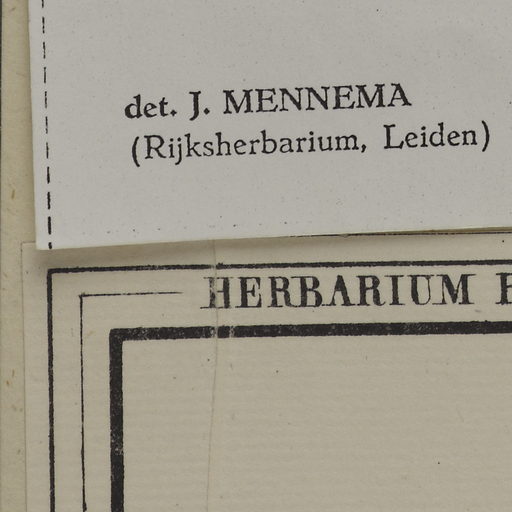 det. J. MENNEMA
(Rijksherbarium, Leiden)
HERBARIUM